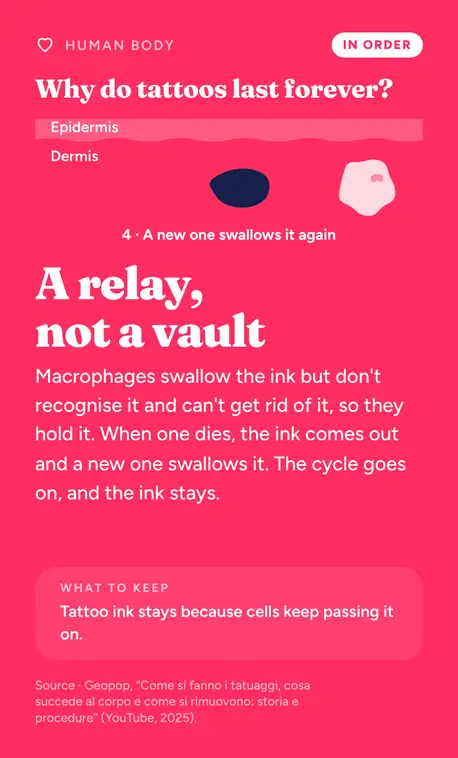 HUMAN BODY
IN ORDER
Why do tattoos last forever?
Epidermis
Dermis
4 · A new one swallows it again
A relay,
not a vault
Macrophages swallow the ink but don't
recognise it and can't get rid of it, so they
hold it. When one dies, the ink comes out
and a new one swallows it. The cycle goes
on, and the ink stays.
WHAT TO KEEP
Tattoo ink stays because cells keep passing it
on.
Source · Geopop, "Come si fanno i tatuaggi, cosa
succede al corpo e come si rimuovono: storia e
procedure" (YouTube, 2025).